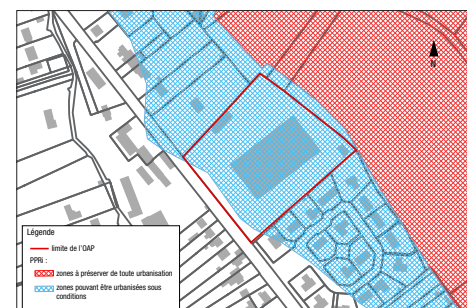 N
Légende
limite de l'OAP
PPRi :
zones à préserver de toute urbanisation
zones pouvant être urbanisées sous
conditions